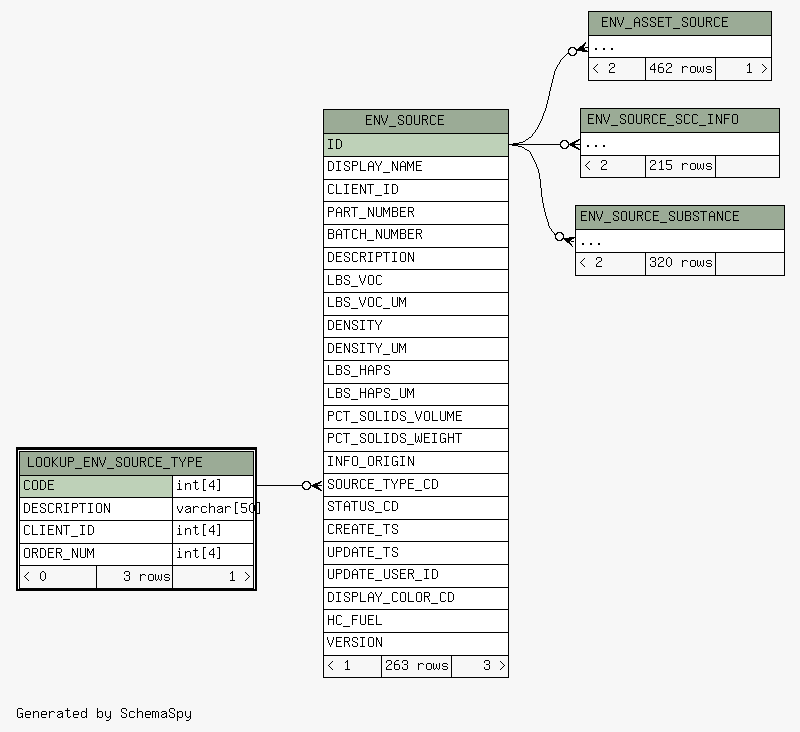 ENV_ASSET_SOURCE
...
< 2 462 rows 1 >
ENV_SOURCE_SCC_INFO
...
< 2 215 rows
ENV_SOURCE_SUBSTANCE
...
< 2 320 rows
ENV_SOURCE
ID
DISPLAY_NAME
CLIENT_ID
PART_NUMBER
BATCH_NUMBER
DESCRIPTION
LBS_VOC
LBS_VOC_UM
DENSITY
DENSITY_UM
LBS_HAPS
LBS_HAPS_UM
PCT_SOLIDS_VOLUME
PCT_SOLIDS_WEIGHT
INFO_ORIGIN
SOURCE_TYPE_CD
STATUS_CD
CREATE_TS
UPDATE_TS
UPDATE_USER_ID
DISPLAY_COLOR_CD
HC_FUEL
VERSION
< 1 263 rows 3 >
LOOKUP_ENV_SOURCE_TYPE
CODE int[4]
DESCRIPTION varchar[50]
CLIENT_ID int[4]
ORDER_NUM int[4]
< 0 3 rows 1 >
Generated by SchemaSpy